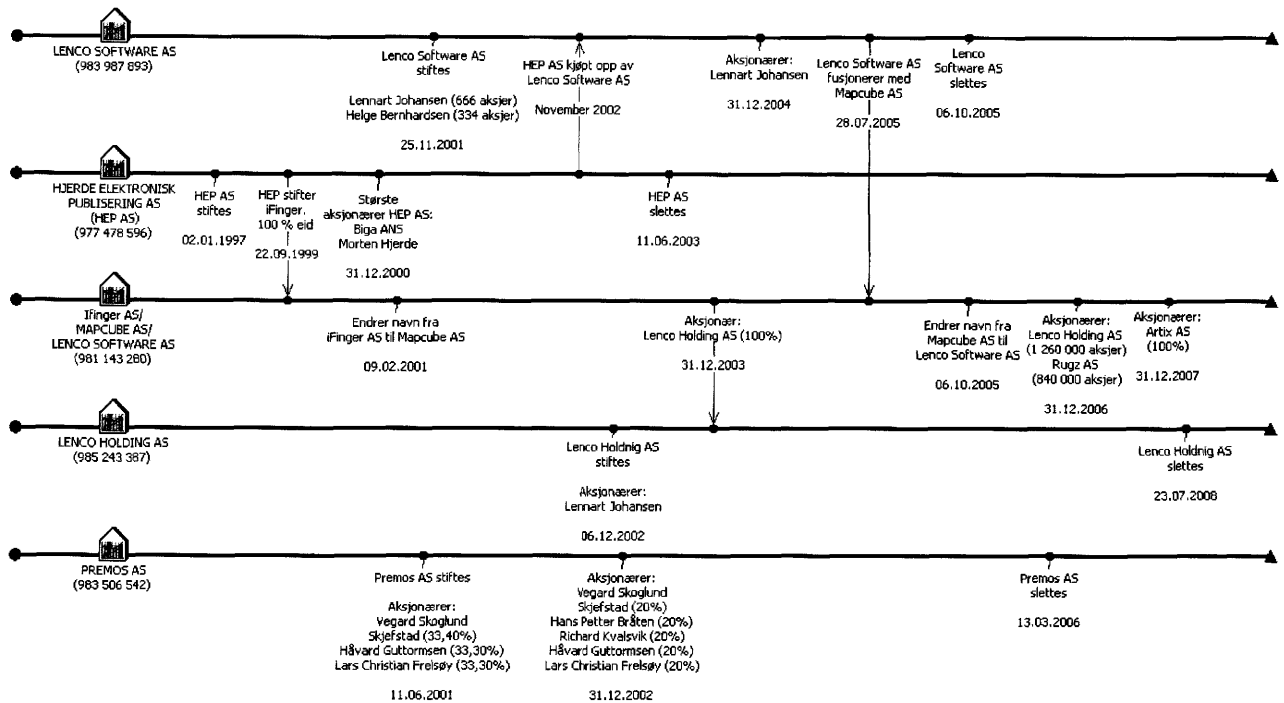 LENCO SOFTWARE AS
(983 987 893)
Lenco Software AS
stiftes
Lennart Johansen (666 aksjer)
Helge Bernhardsen (334 aksjer)
25.11.2001
HEP AS kjøpt opp av
Lenco Software AS
November 2002
Aksjonærer:
Lennart Johansen
31.12.2004
Lenco Software AS
fusjonerer med
Mapcube AS
28.07.2005
Lenco
Software AS
slettes
06.10.2005
HJERDE ELEKTRONISK
PUBLISERING AS
(HEP AS)
(977 478 596)
HEP AS
stiftes
02.01.1997
HEP stifter
iFinger.
100 % eid
22.09.1999
Største
aksjonærer HEP AS:
Biga ANS
Morten Hjerde
31.12.2000
HEP AS
slettes
11.06.2003
Ifinger AS/
MAPCUBE AS/
LENCO SOFTWARE AS
(981 143 280)
Endrer navn fra
iFinger AS til Mapcube AS
09.02.2001
Aksjonær:
Lenco Holding AS (100%)
31.12.2003
Endrer navn fra
Mapcube AS til
Lenco Software AS
06.10.2005
Aksjonærer:
Lenco Holding AS
(1 260 000 aksjer)
Rugz AS
(840 000 aksjer)
31.12.2006
Aksjonærer:
Artix AS
(100%)
31.12.2007
LENCO HOLDING AS
(985 243 387)
Lenco Holdnig AS
stiftes
Aksjonærer:
Lennart Johansen
06.12.2002
Lenco Holdnig AS
slettes
23.07.2008
PREMOS AS
(983 506 542)
Premos AS stiftes
Aksjonærer:
Vegard Skoglund
Skjefstad (33,40%)
Håvard Guttormsen (33,30%)
Lars Christian Frelsøy (33,30%)
11.06.2001
Aksjonærer:
Vegard Skoglund
Skjefstad (20%)
Hans Petter Bråten (20%)
Richard Kvalsvik (20%)
Håvard Guttormsen (20%)
Lars Christian Frelsøy (20%)
31.12.2002
Premos AS
slettes
13.03.2006